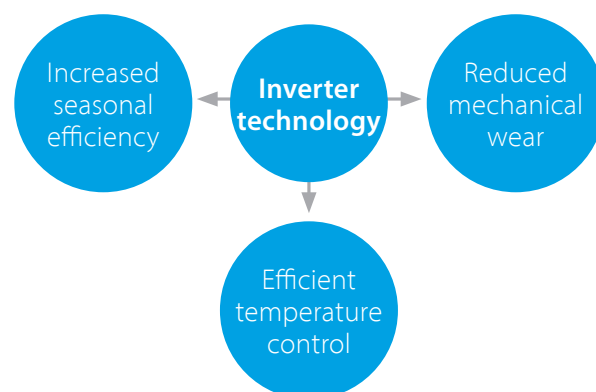 Increased
seasonal
efficiency
Inverter
technology
Reduced
mechanical
wear
Efficient
temperature
control